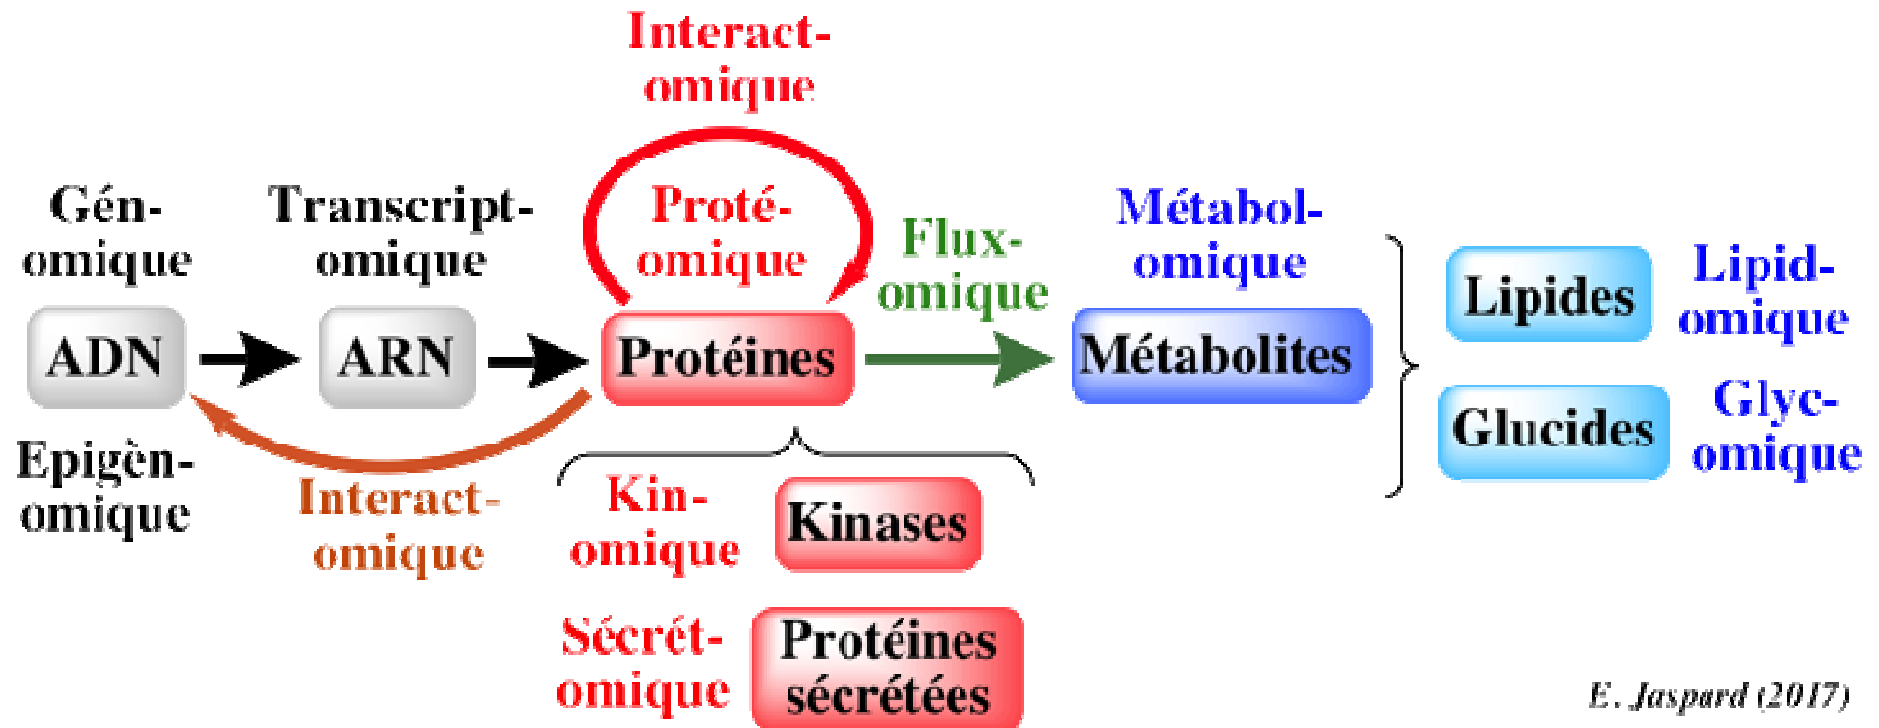 Interact-
omique
Gén-
omique
Transcript-
omique
Proté-
omique
Flux-
omique
Métabol-
omique
ADN
ARN
Protéines
Métabolites
Lipides
Lipid-
omique
Glucides
Glyc-
omique
Epigèn-
omique
Interact-
omique
Kin-
omique
Kinases
Sécrét-
omique
Protéines
sécrétées
E. Jaspard (2017)